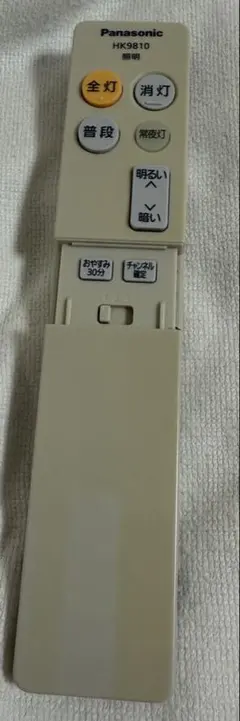 Panasonic
HK9810
照明
全灯
消灯
普段
常夜灯
明るい
暗い
おやすみ
30分
チャンネル
確定